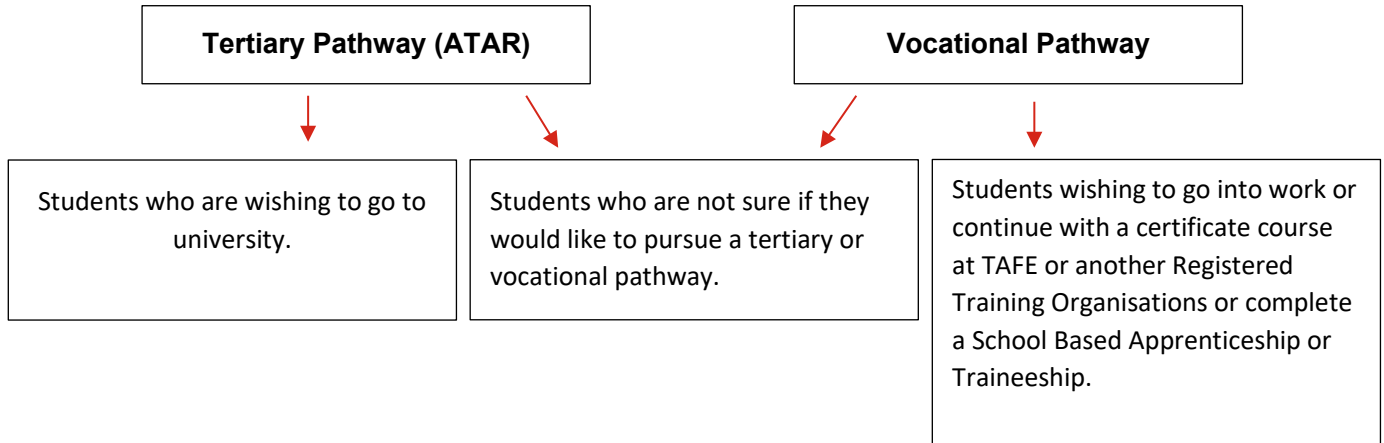 Tertiary Pathway (ATAR)
Vocational Pathway
Students who are wishing to go to
university.
Students who are not sure if they
would like to pursue a tertiary or
vocational pathway.
Students wishing to go into work or
continue with a certificate course
at TAFE or another Registered
Training Organisations or complete
a School Based Apprenticeship or
Traineeship.